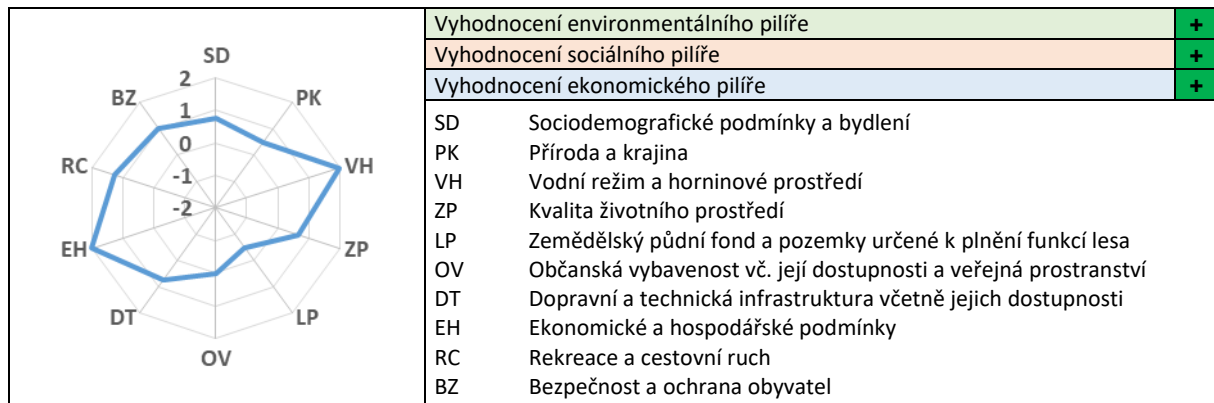 SD
PK
VH
ZP
LP
OV
DT
EH
RC
BZ
2
1
0
-1
-2
Vyhodnocení environmentálního pilíře +
Vyhodnocení sociálního pilíře +
Vyhodnocení ekonomického pilíře +
SD Sociodemografické podmínky a bydlení
PK Příroda a krajina
VH Vodní režim a horninové prostředí
ZP Kvalita životního prostředí
LP Zemědělský půdní fond a pozemky určené k plnění funkcí lesa
OV Občanská vybavenost vč. její dostupnosti a veřejná prostranství
DT Dopravní a technická infrastruktura včetně jejich dostupnosti
EH Ekonomické a hospodářské podmínky
RC Rekreace a cestovní ruch
BZ Bezpečnost a ochrana obyvatel